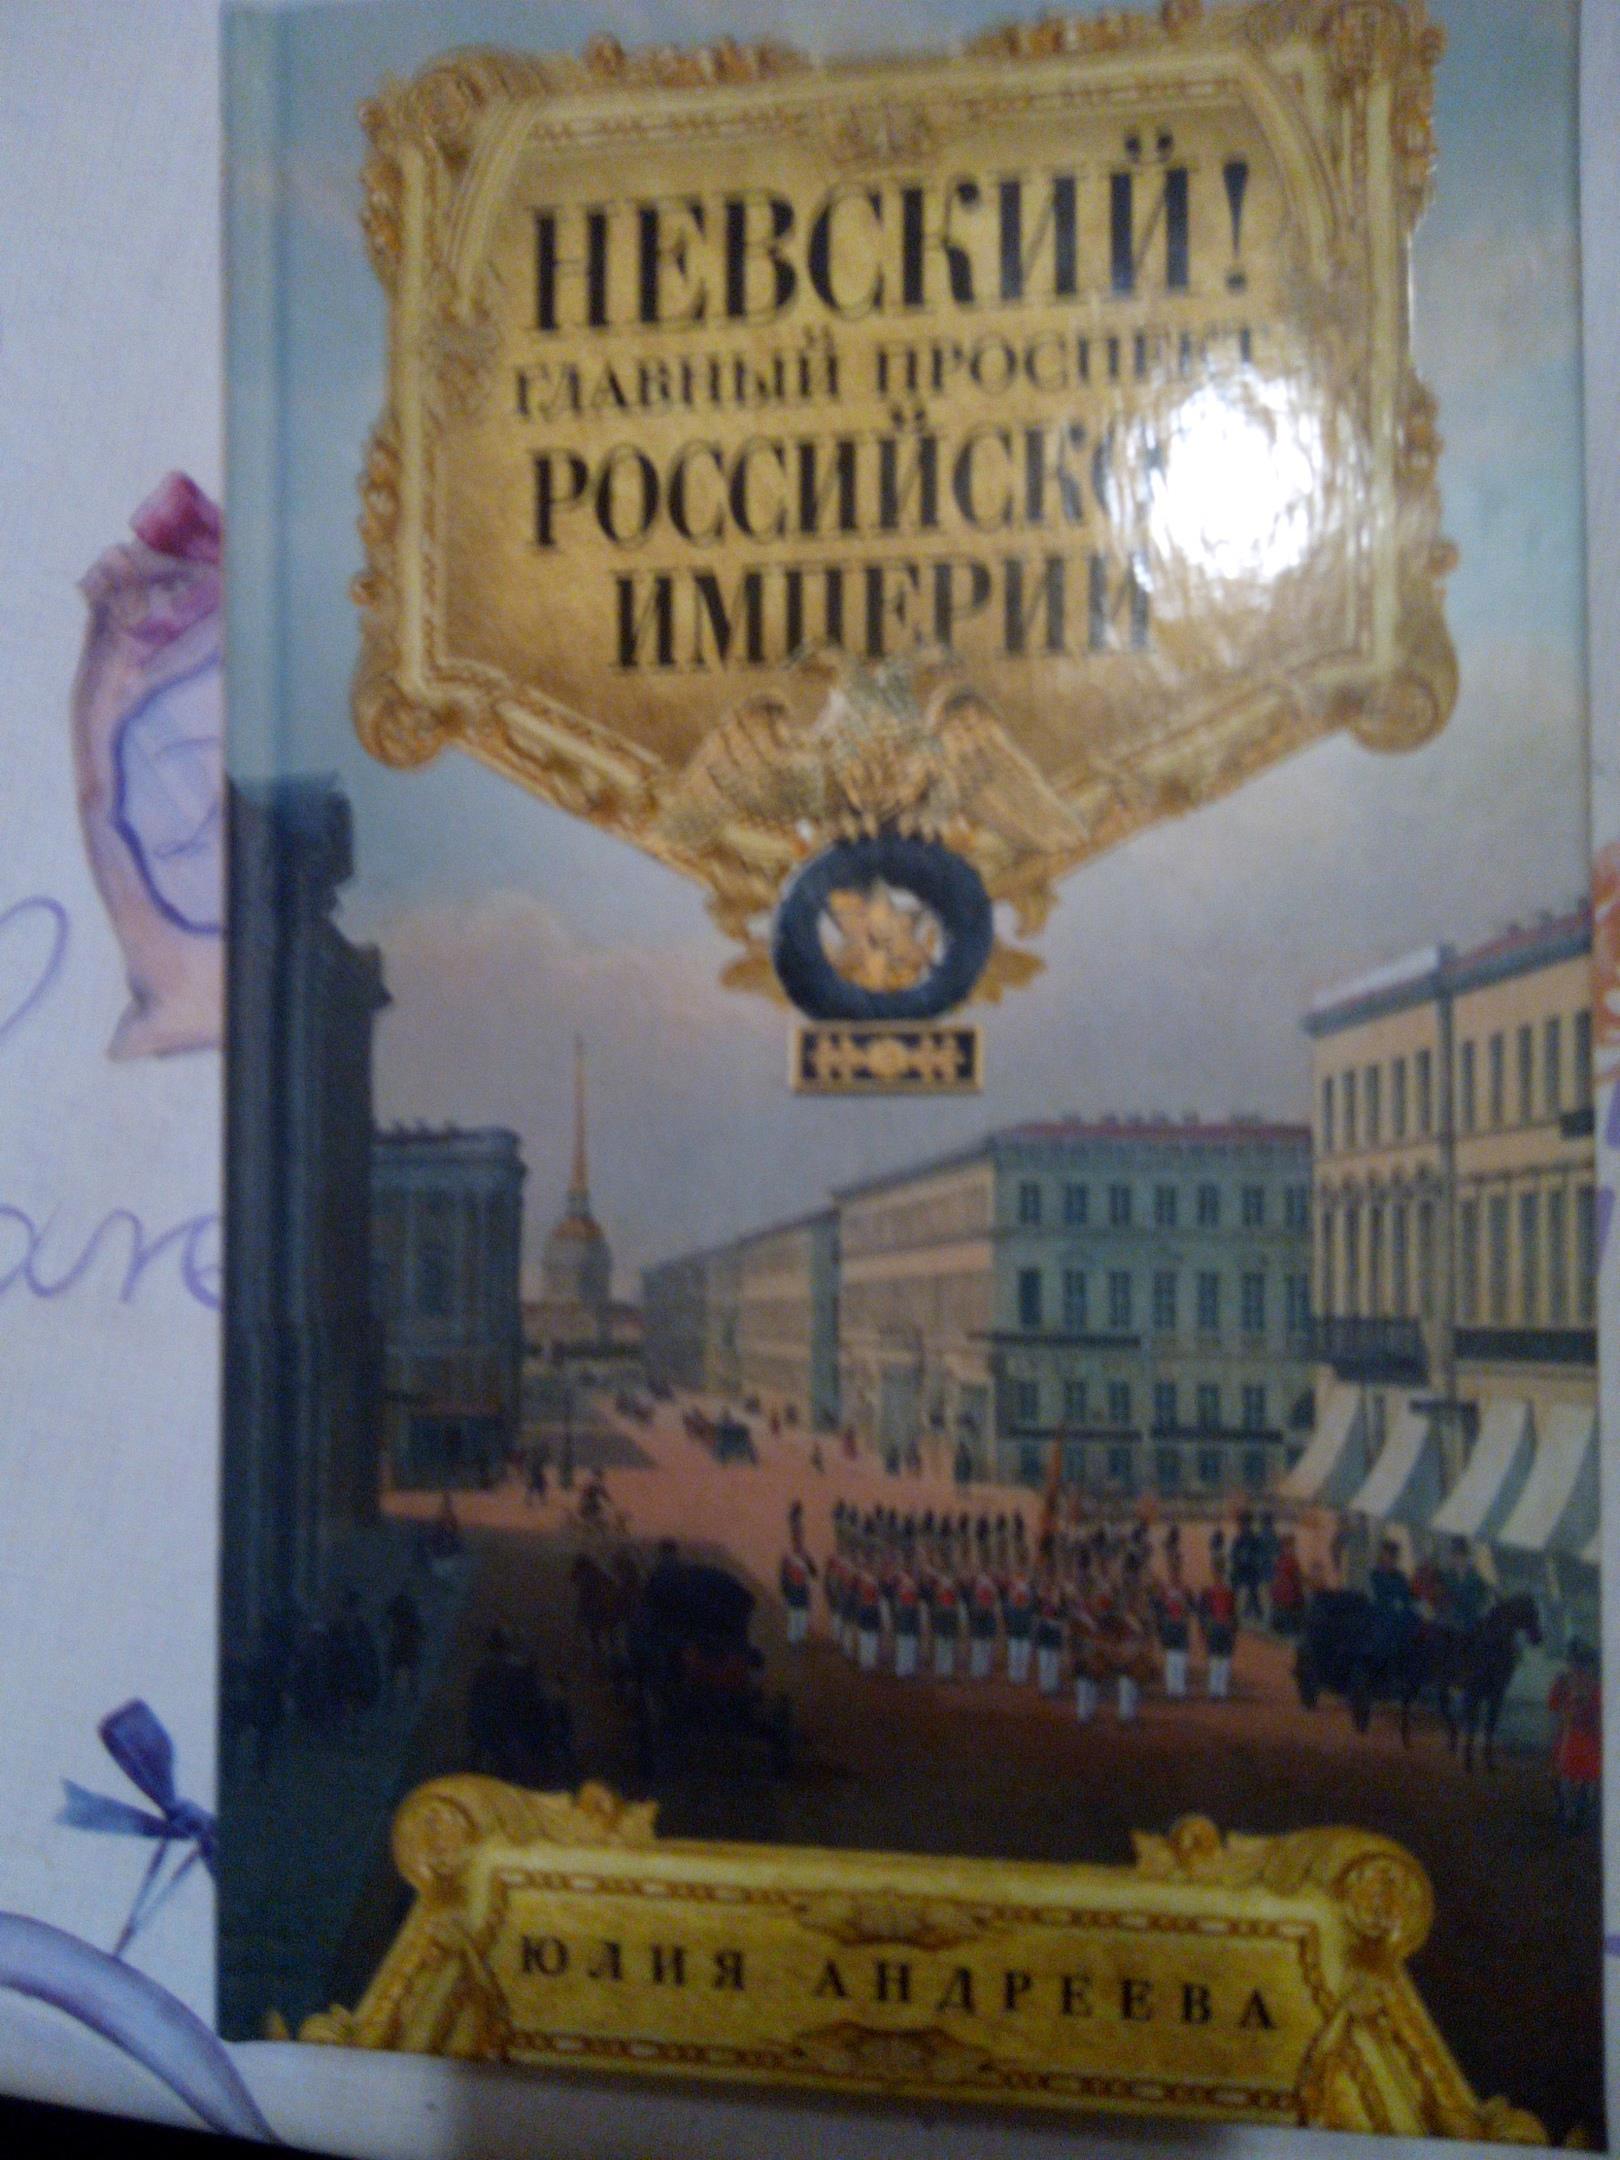 НЕВСКИЙ!
ГЛАВНЫЙ ПРОСПЕКТ
РОССИЙСКОЙ
ИМПЕРИИ
ЮЛИЯ АНДРЕЕВА